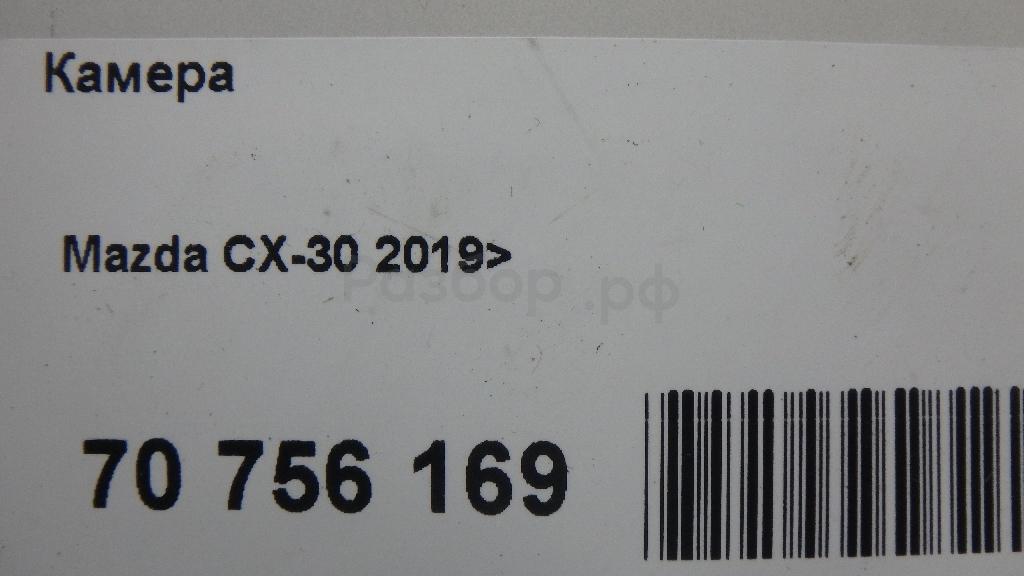 Камера
Mazda CX-30 2019>
Разбор.рф
70 756 169